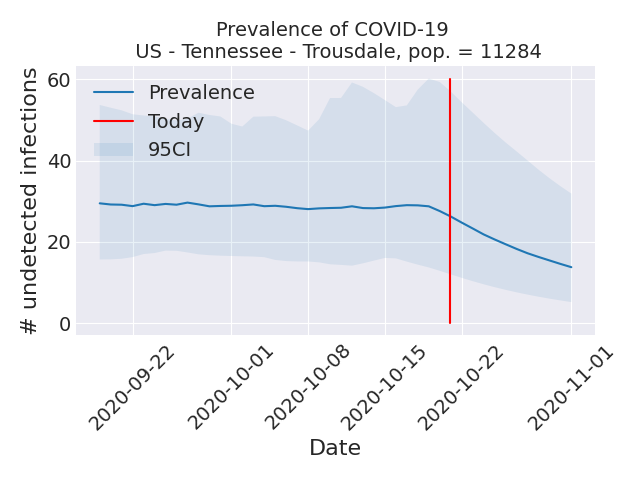 Prevalence of COVID-19
US - Tennessee - Trousdale, pop. = 11284
# undetected infections
60
40
20
0
Prevalence
Today
95CI
2020-09-22
2020-10-01
2020-10-08
2020-10-15
2020-10-22
2020-11-01
Date